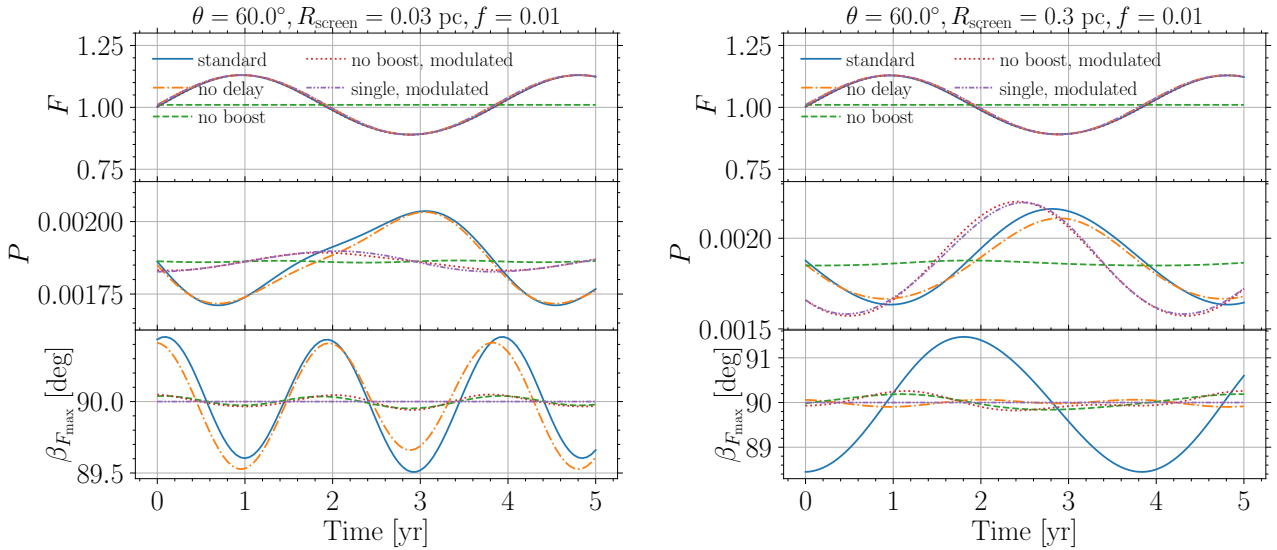 θ = 60.0°, R_screen = 0.03 pc, f = 0.01
1.25
1.00
0.75
F
standard
no delay
no boost
no boost, modulated
single, modulated
0.00200
0.00175
P
90.0
89.5
β_{F_max} [deg]
0 1 2 3 4 5
Time [yr]
θ = 60.0°, R_screen = 0.3 pc, f = 0.01
1.25
1.00
0.75
F
standard
no delay
no boost
no boost, modulated
single, modulated
0.0020
0.0015
P
91
90
89
β_{F_max} [deg]
0 1 2 3 4 5
Time [yr]